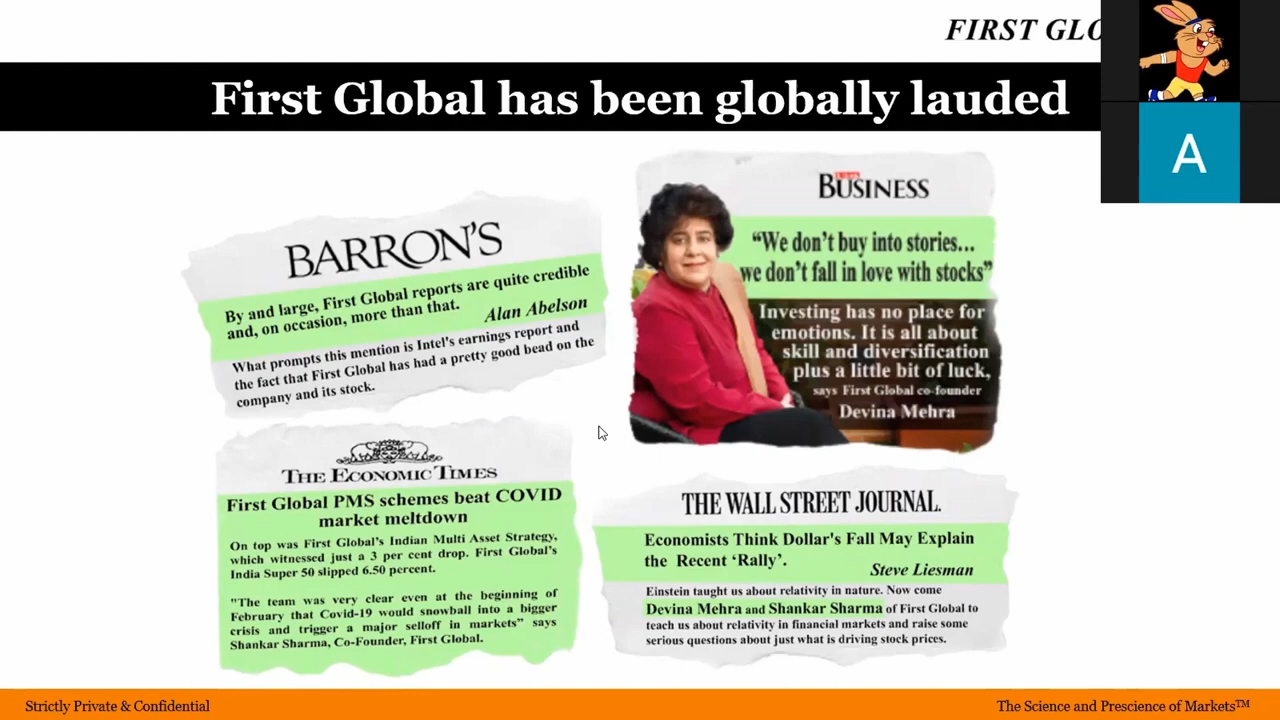 FIRST GLO
First Global has been globally lauded
A
BARRON'S
By and large, First Global reports are quite credible
and, on occasion, more than that.
Alan Abelson
What prompts this mention is Intel's earnings report and
the fact that First Global has had a pretty good bead on the
company and its stock.
BUSINESS
“We don’t buy into stories...
we don’t fall in love with stocks”
Investing has no place for
emotions. It is all about
skill and diversification
plus a little bit of luck,
says First Global co-founder
Devina Mehra
THE ECONOMIC TIMES
First Global PMS schemes beat COVID
market meltdown
On top was First Global’s Indian Multi Asset Strategy,
which witnessed just a 3 per cent drop. First Global’s
India Super 50 slipped 6.50 percent.
"The team was very clear even at the beginning of
February that Covid-19 would snowball into a bigger
crisis and trigger a major selloff in markets” says
Shankar Sharma, Co-Founder, First Global.
THE WALL STREET JOURNAL.
Economists Think Dollar's Fall May Explain
the Recent ‘Rally’.
Steve Liesman
Einstein taught us about relativity in nature. Now come
Devina Mehra and Shankar Sharma of First Global to
teach us about relativity in financial markets and raise some
serious questions about just what is driving stock prices.
Strictly Private & Confidential
The Science and Prescience of Markets™